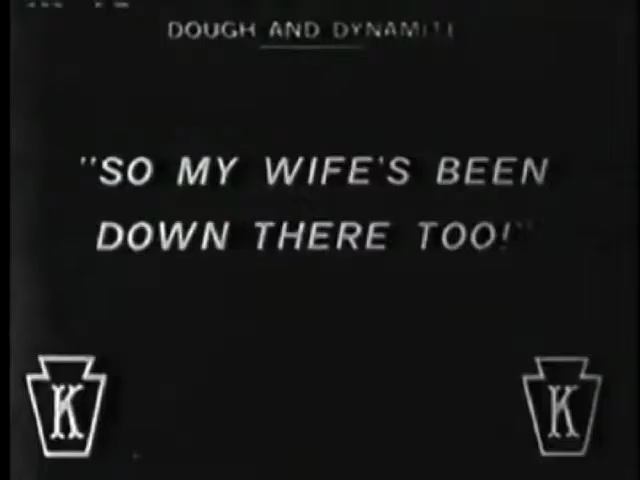 DOUGH AND DYNAMITE
"SO MY WIFE'S BEEN
DOWN THERE TOO!"
K K